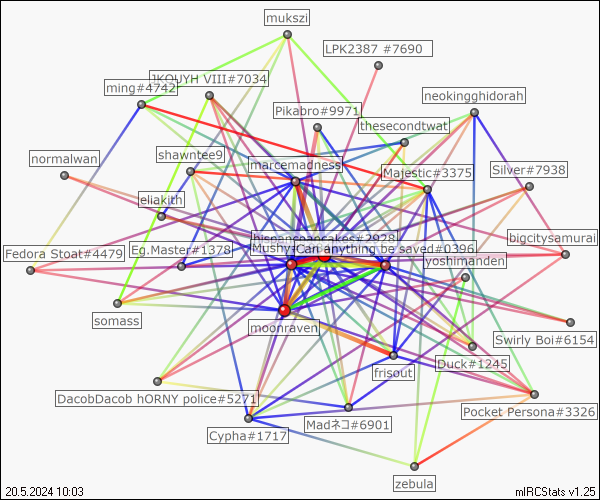 mukszi
LPK2387 #7690
JKOUYH VIII#7034
ming#4742
neokingghidorah
Pikabro#9971
thesecondtwat
normalwan
shawntee9
marcemadness
Majestic#3375
Silver#7938
eliakith
Fedora Stoat#4479
Eg.Master#1378
Can anything be saved#0396
bigcitysamurai
yoshimanden
somass
moonraven
Swirly Boi#6154
frisout
Duck#1245
DacobDacob hORNY police#5271
Pocket Persona#3326
Cypha#1717
Madネコ#6901
zebula
20.5.2024 10:03
mIRCStats v1.25